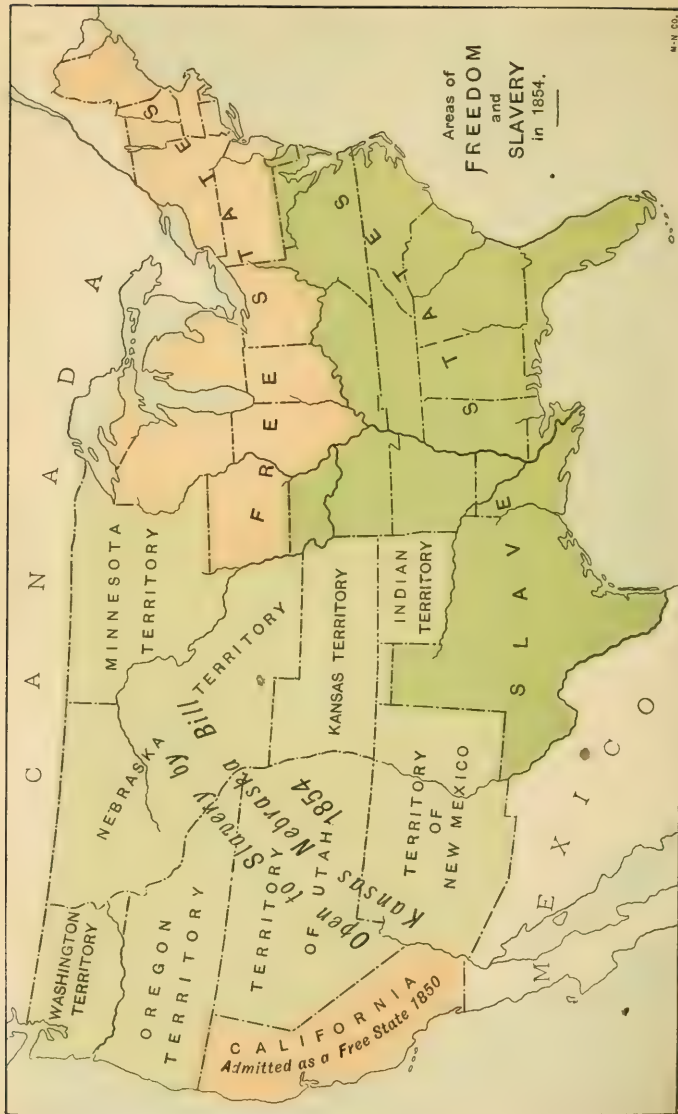 Areas of
FREEDOM
and
SLAVERY
in 1854.
CANADA
WASHINGTON
TERRITORY
OREGON
TERRITORY
NEBRASKA
TERRITORY
MINNESOTA
TERRITORY
CALIFORNIA
Admitted as a Free State 1850
TERRITORY
OF UTAH
Open to Slavery by
Kansas Nebraska Bill
1854
KANSAS TERRITORY
TERRITORY
OF
NEW MEXICO
INDIAN
TERRITORY
FREE STATES
SLAVE STATES
MEXICO
M-N CO.